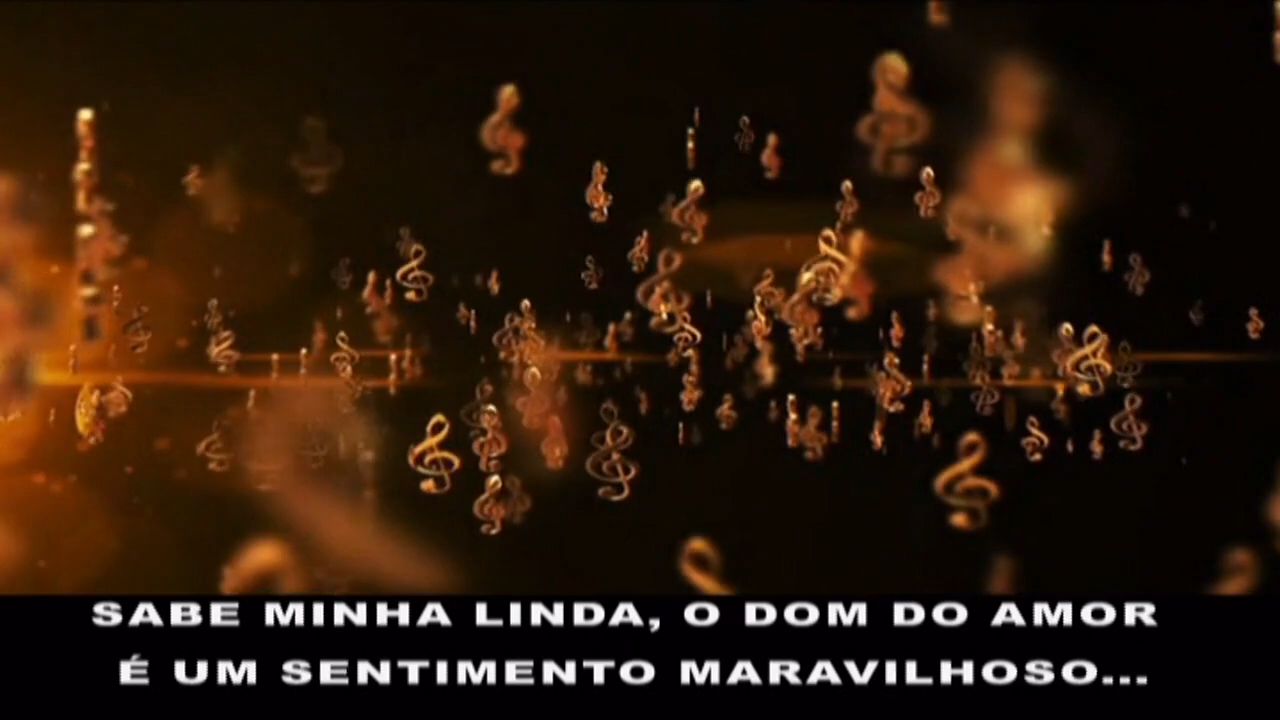 SABE MINHA LINDA, O DOM DO AMOR
É UM SENTIMENTO MARAVILHOSO...